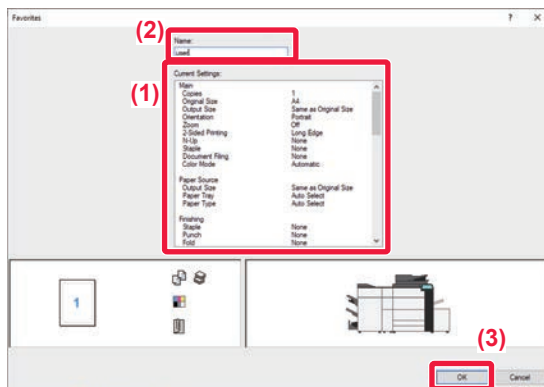 Favorites ? X
(2)
Name:
user1
(1)
Current Settings:
Main
Copies 1
Original Size A4
Output Size Same as Original Size
Orientation Portrait
Zoom Off
2-Sided Printing Long Edge
N-Up None
Staple None
Document Filing None
Color Mode Automatic
Paper Source
Output Size Same as Original Size
Paper Tray Auto Select
Paper Type Auto Select
Finishing
Staple None
Punch None
Fold None
1
(3)
OK Cancel